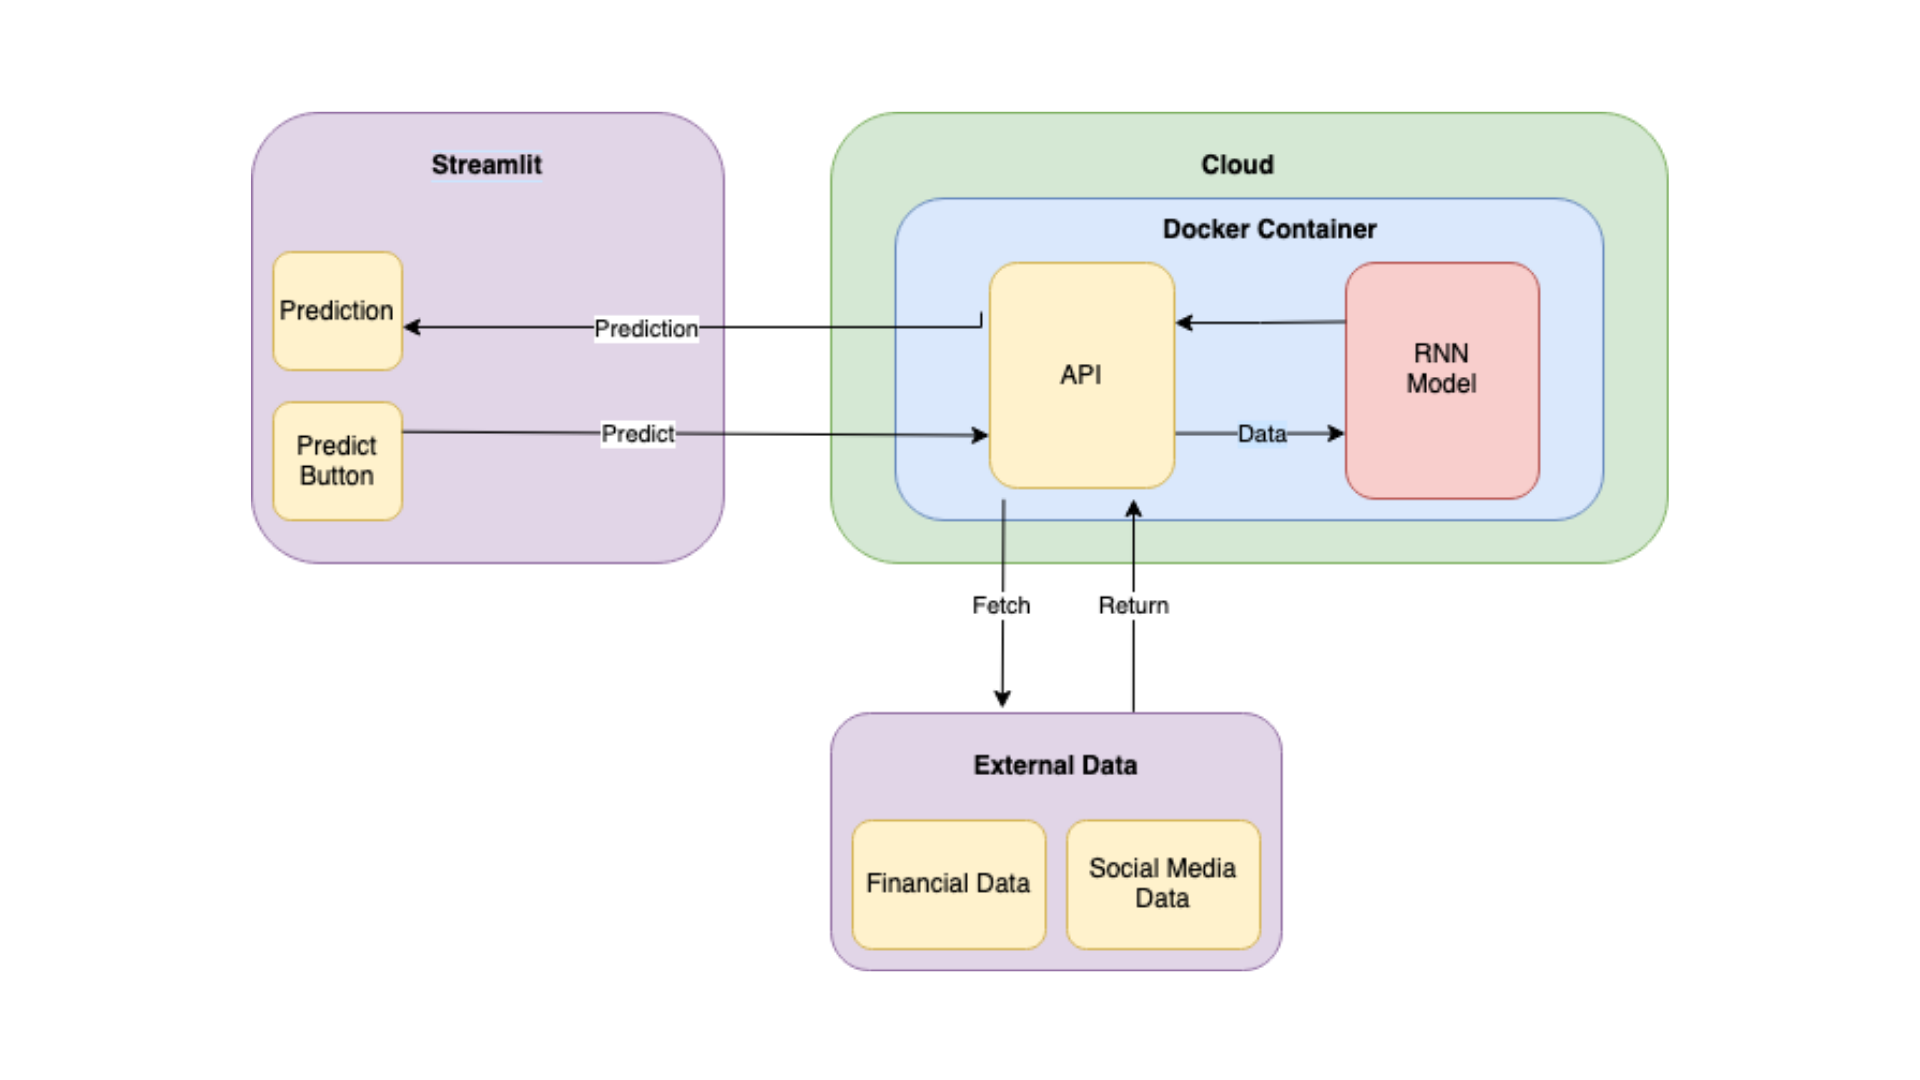 Streamlit
Prediction
Predict
Button
Prediction
Predict
Cloud
Docker Container
API
Data
RNN
Model
Fetch
Return
External Data
Financial Data
Social Media
Data